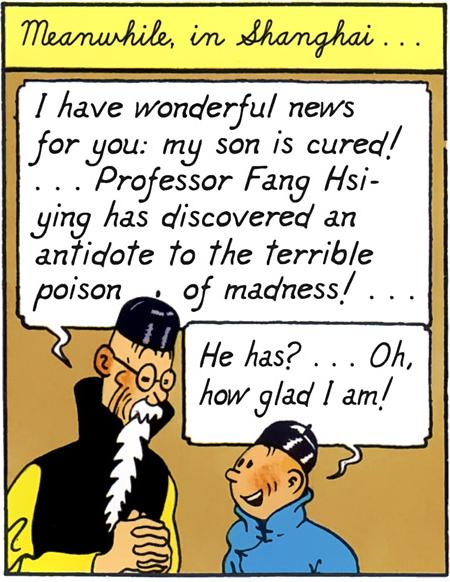 Meanwhile, in Shanghai . . .
I have wonderful news
for you: my son is cured!
. . . Professor Fang Hsi-
ying has discovered an
antidote to the terrible
poison . of madness! . . .
He has? . . . Oh,
how glad I am!